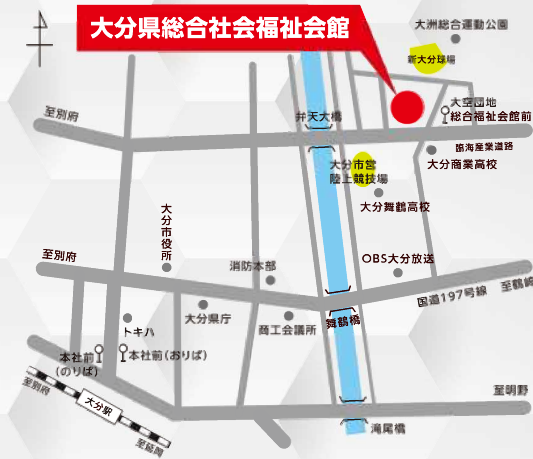 大分県総合社会福祉会館
大洲総合運動公園
新大分球場
至別府
弁天大橋
大空団地
総合福祉会館前
臨海産業道路
大分商業高校
大分市営
陸上競技場
大分舞鶴高校
大分市役所
至別府
消防本部
OBS大分放送
国道197号線
至鶴崎
大分県庁
商工会議所
舞鶴橋
トキハ
本社前
(のりば)
本社前(おりば)
至別府
大分駅
至延岡
至明野
滝尾橋